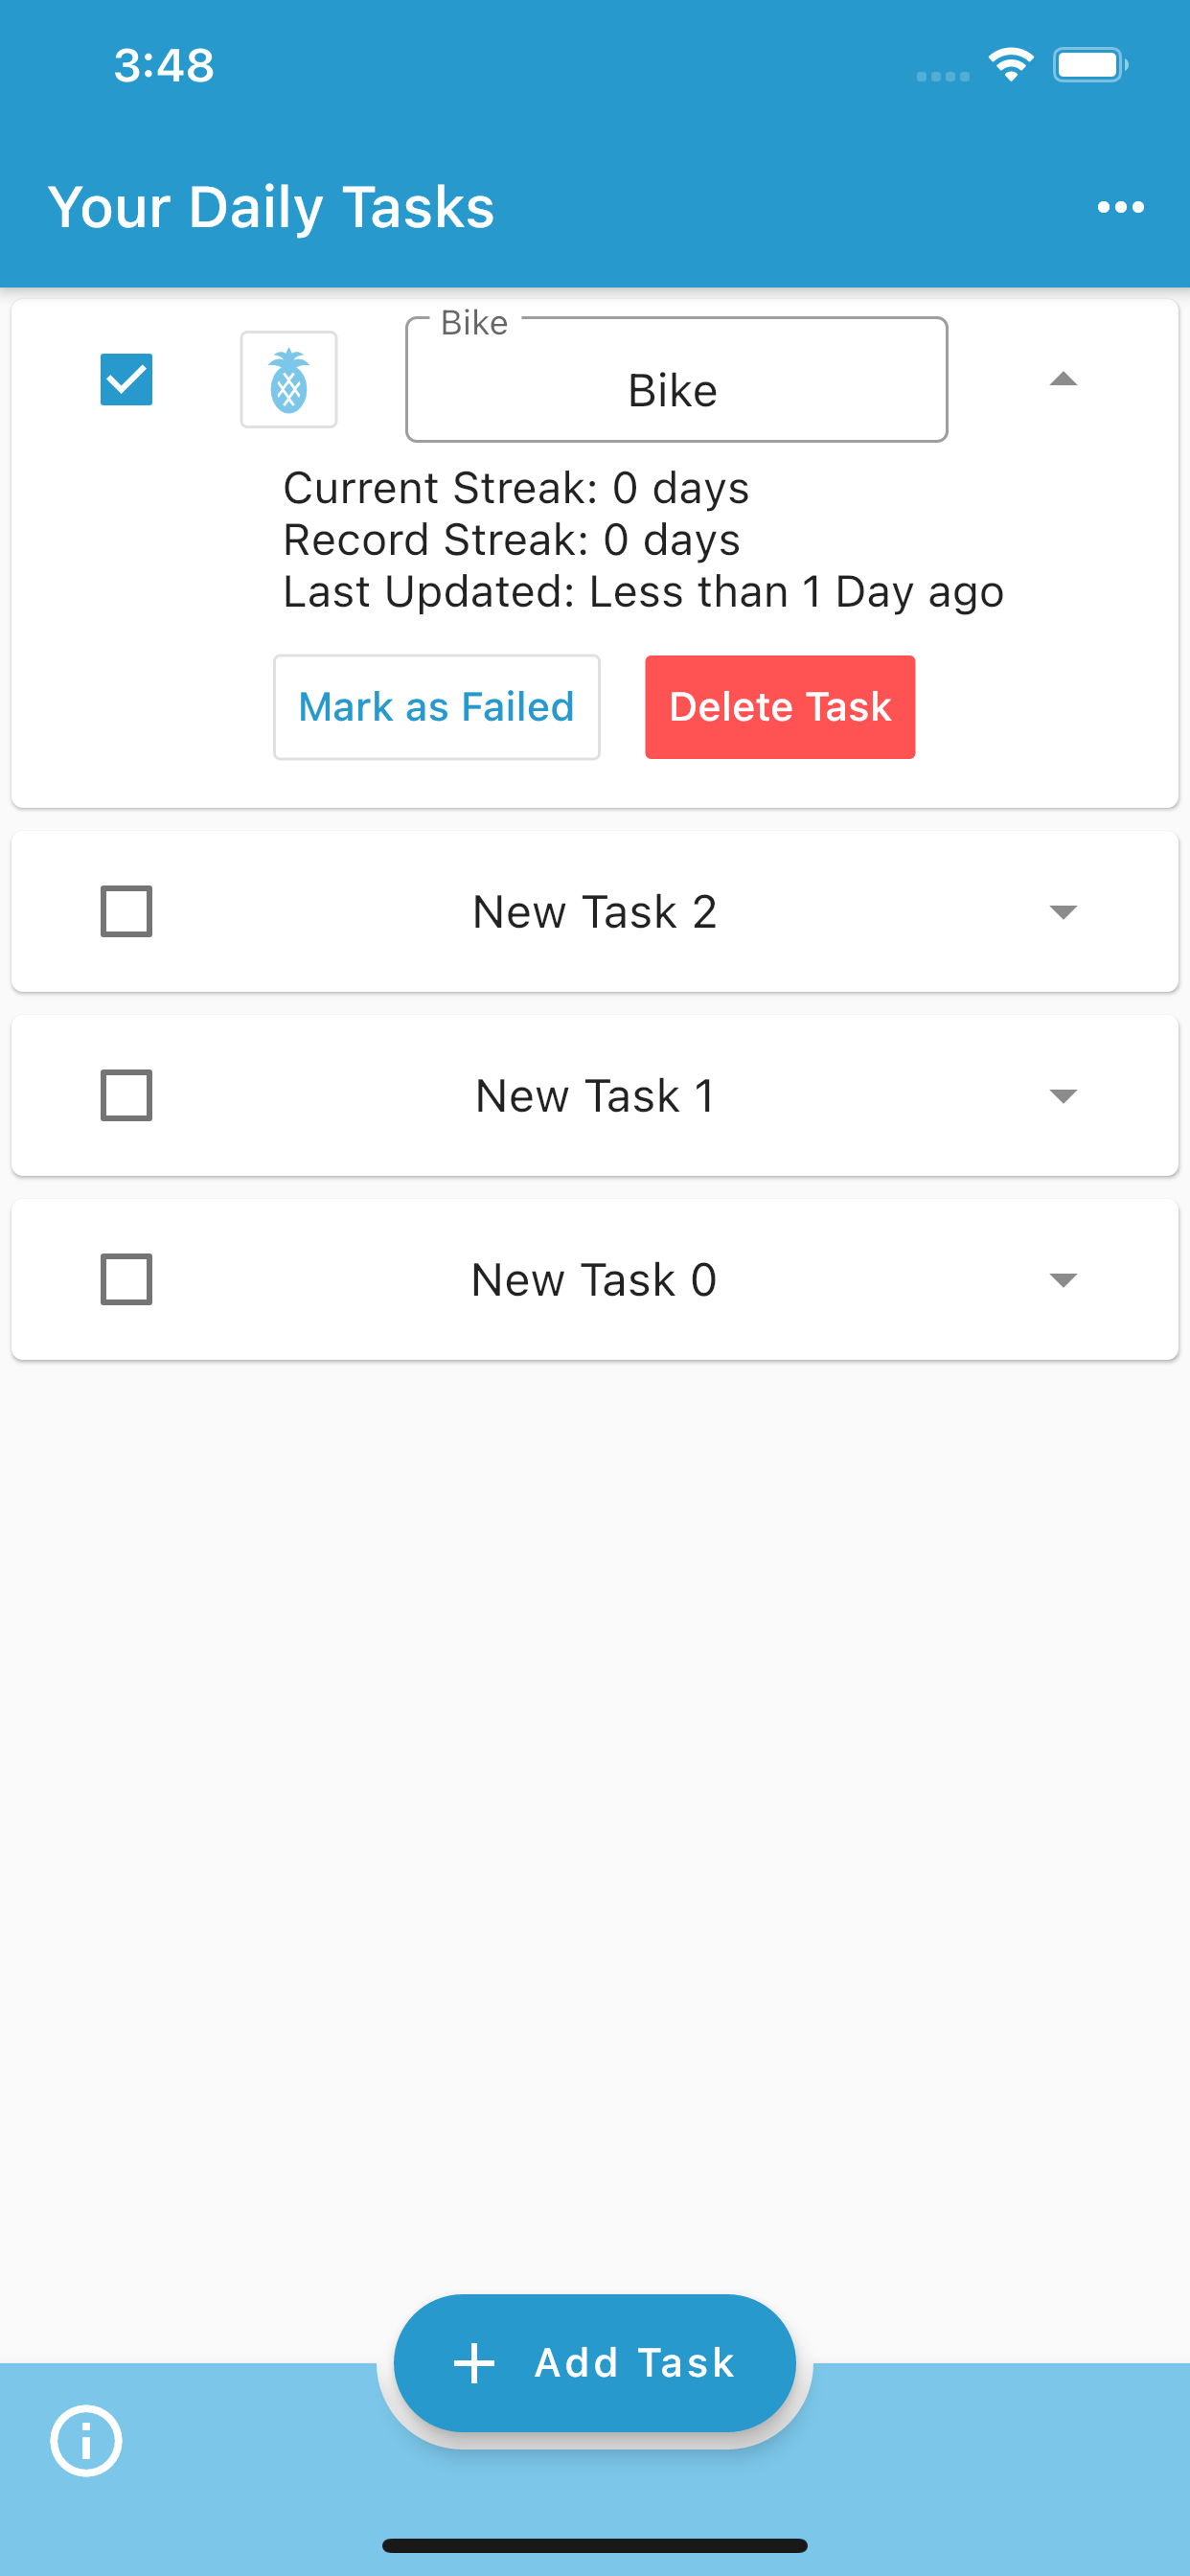 3:48
Your Daily Tasks
Bike
Bike
Current Streak: 0 days
Record Streak: 0 days
Last Updated: Less than 1 Day ago
Mark as Failed
Delete Task
New Task 2
New Task 1
New Task 0
Add Task